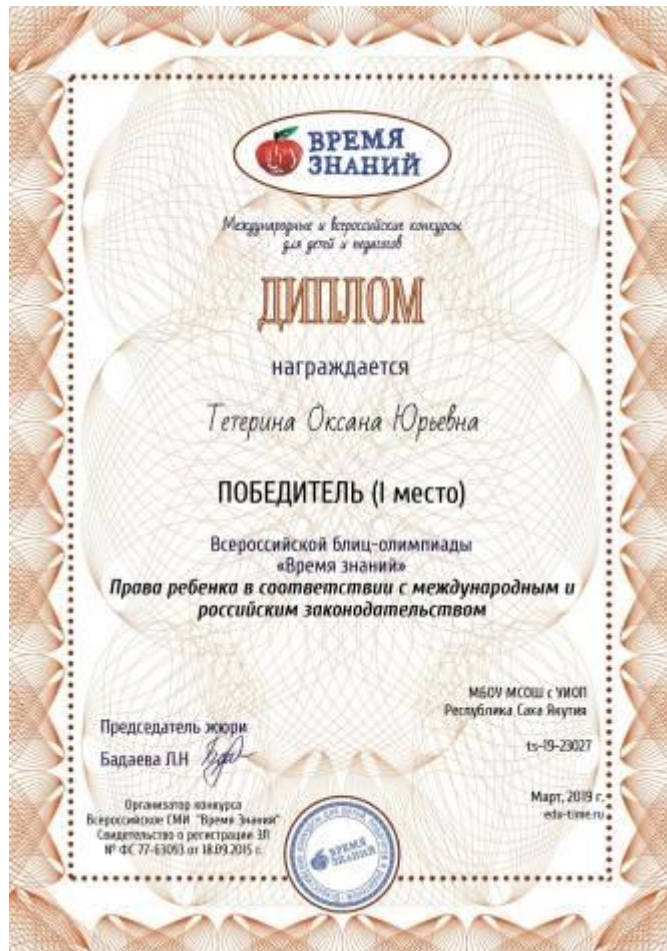 ВРЕМЯ
ЗНАНИЙ
Международные и всероссийские конкурсы
для детей и педагогов
ДИПЛОМ
награждается
Тетерина Оксана Юрьевна
ПОБЕДИТЕЛЬ (I место)
Всероссийской блиц-олимпиады
«Время знаний»
Права ребенка в соответствии с международным и
российским законодательством
МБОУ МСОШ с УИОП
Республика Саха Якутия
ts-19-23027
Март, 2019 г.
edu-time.ru
Председатель жюри
Бадаева Л.Н
Организатор конкурса
Всероссийское СМИ "Время Знаний"
Свидетельство о регистрации ЭЛ
№ ФС 77-63093 от 18.09.2015 г.
ВРЕМЯ
ЗНАНИЙ